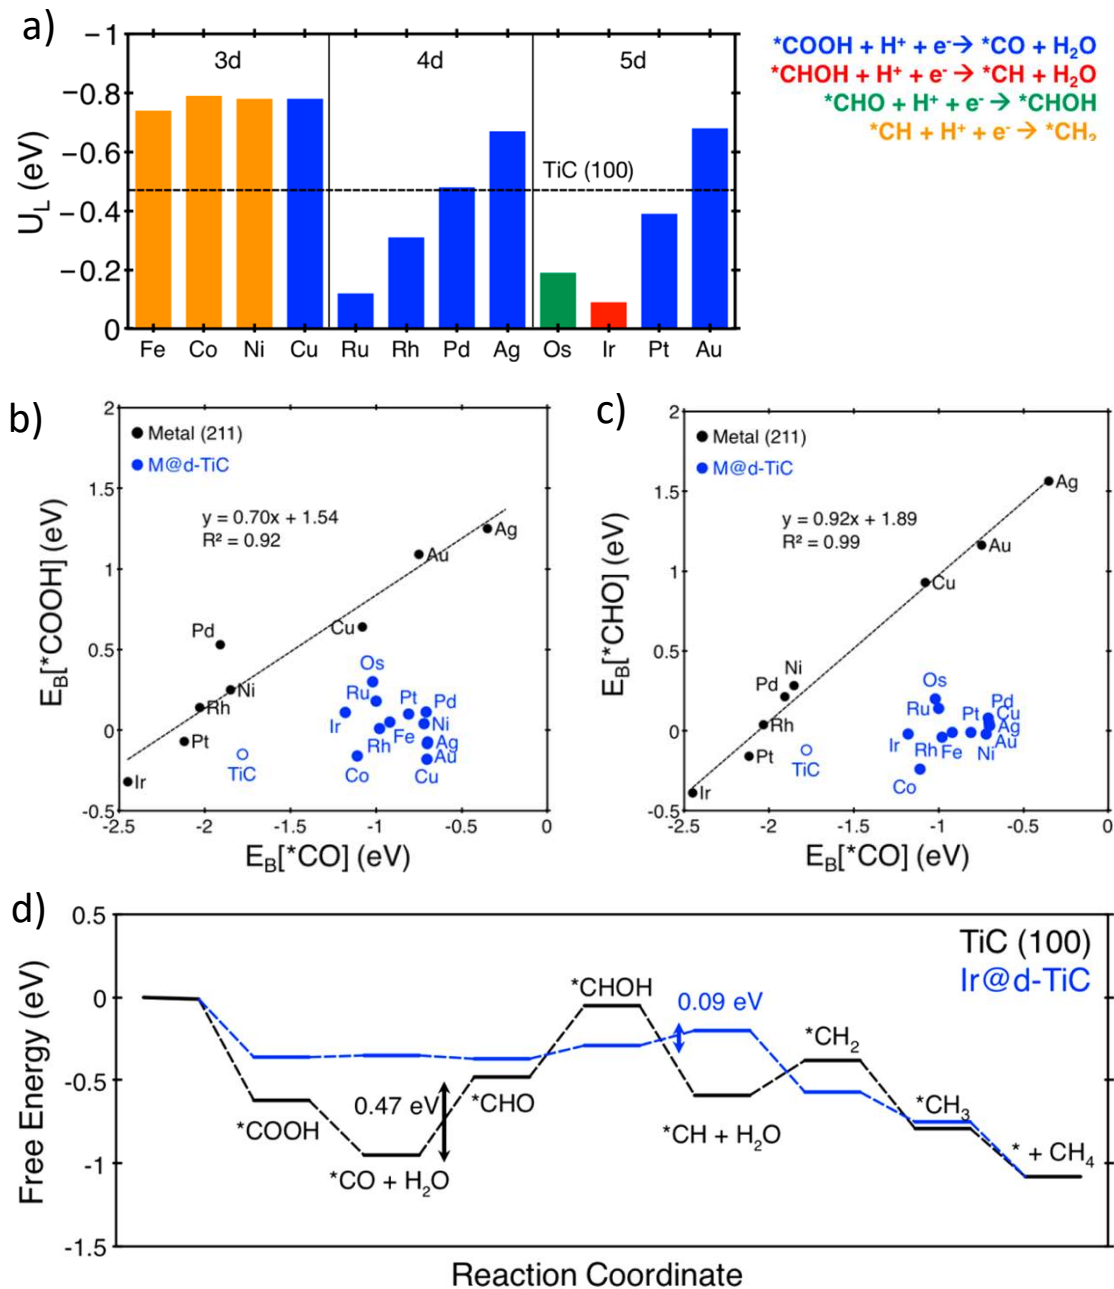 a)
*COOH + H⁺ + e⁻→ *CO + H₂O
*CHOH + H⁺ + e⁻ → *CH + H₂O
*CHO + H⁺ + e⁻ → *CHOH
*CH + H⁺ + e⁻ → *CH₂
U_L (eV)
−1
−0.8
−0.6
−0.4
−0.2
0
3d
4d
5d
TiC (100)
Fe Co Ni Cu Ru Rh Pd Ag Os Ir Pt Au
b)
E_B[*COOH] (eV)
2
1.5
1
0.5
0
-0.5
Metal (211)
M@d-TiC
y = 0.70x + 1.54
R² = 0.92
Ag
Au
Cu
Pd
Ni
Rh
Pt
Ir
Os
Ru
Pt
Pd
Ir
Ni
Fe
Rh
Ag
Au
TiC
Co
Cu
-2.5 -2 -1.5 -1 -0.5 0
E_B[*CO] (eV)
c)
E_B[*CHO] (eV)
2
1.5
1
0.5
0
-0.5
Metal (211)
M@d-TiC
y = 0.92x + 1.89
R² = 0.99
Ag
Au
Cu
Ni
Pd
Rh
Pt
Ir
Os
Ru
Pd
Pt
Cu
Ag
Ir
Rh
Fe
Ni
Au
TiC
Co
-2.5 -2 -1.5 -1 -0.5 0
E_B[*CO] (eV)
d)
Free Energy (eV)
0.5
0
-0.5
-1
-1.5
TiC (100)
Ir@d-TiC
*CHOH
0.09 eV
*CH₂
0.47 eV
*CHO
*COOH
*CH₃
*CH + H₂O
* + CH₄
*CO + H₂O
Reaction Coordinate